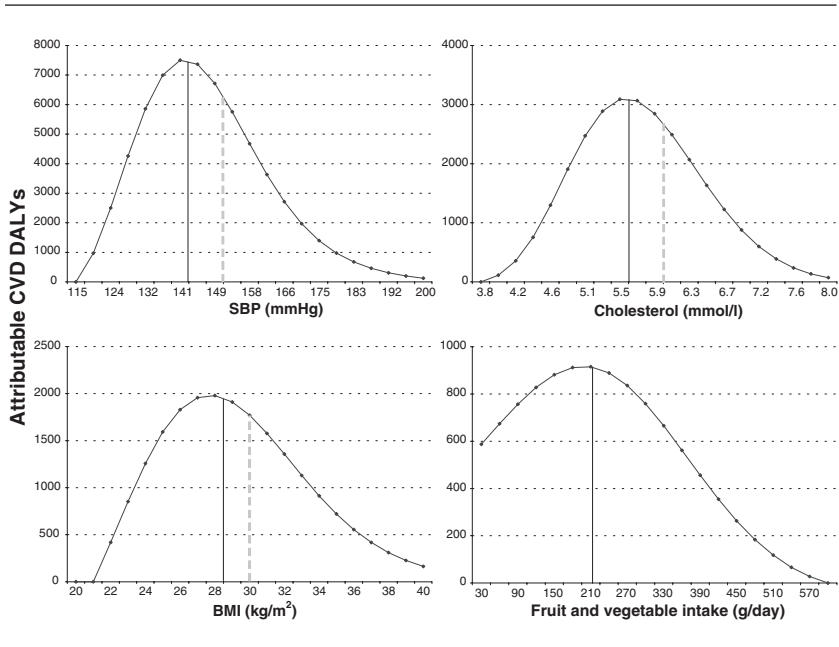 Attributable CVD DALYs
8000
7000
6000
5000
4000
3000
2000
1000
0
115 124 132 141 149 158 166 175 183 192 200
SBP (mmHg)
4000
3000
2000
1000
0
3.8 4.2 4.6 5.1 5.5 5.9 6.3 6.7 7.2 7.6 8.0
Cholesterol (mmol/l)
2500
2000
1500
1000
500
0
20 22 24 26 28 30 32 34 36 38 40
BMI (kg/m²)
1000
800
600
400
200
0
30 90 150 210 270 330 390 450 510 570
Fruit and vegetable intake (g/day)